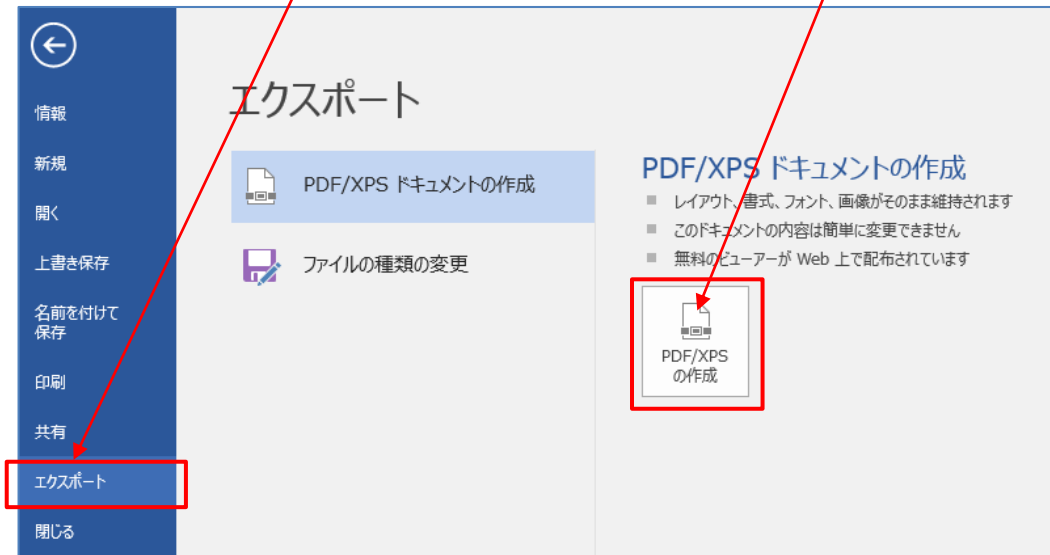 情報
新規
開く
上書き保存
名前を付けて
保存
印刷
共有
エクスポート
閉じる
エクスポート
PDF/XPS ドキュメントの作成
ファイルの種類の変更
PDF/XPS ドキュメントの作成
レイアウト、書式、フォント、画像がそのまま維持されます
このドキュメントの内容は簡単に変更できません
無料のビューアーが Web 上で配布されています
PDF/XPS
の作成